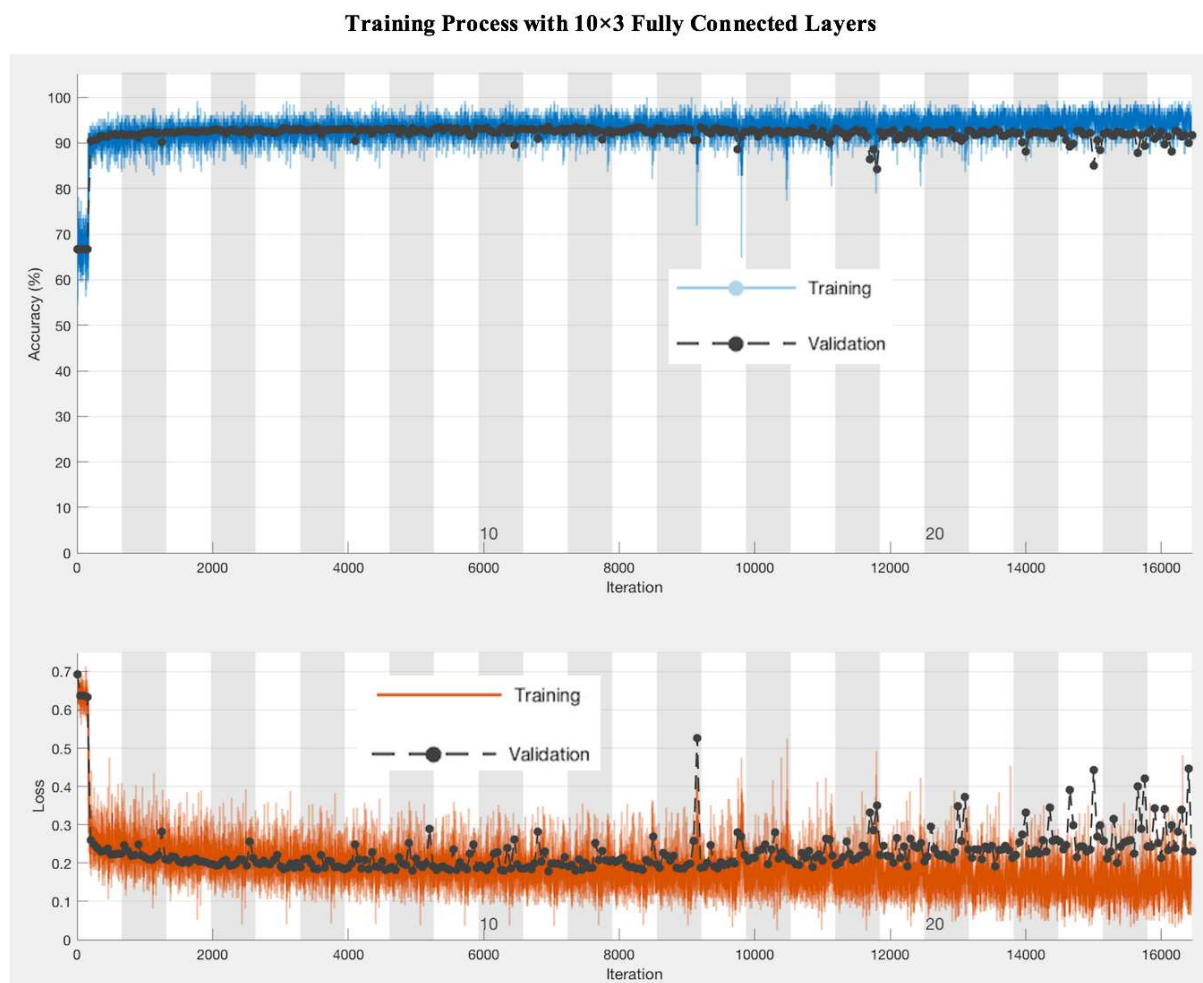 Training Process with 10×3 Fully Connected Layers
100
90
80
70
60
50
40
30
20
10
0
Accuracy (%)
Training
Validation
10
20
0 2000 4000 6000 8000 10000 12000 14000 16000
Iteration
0.7
0.6
0.5
0.4
0.3
0.2
0.1
0
Loss
Training
Validation
10
20
0 2000 4000 6000 8000 10000 12000 14000 16000
Iteration